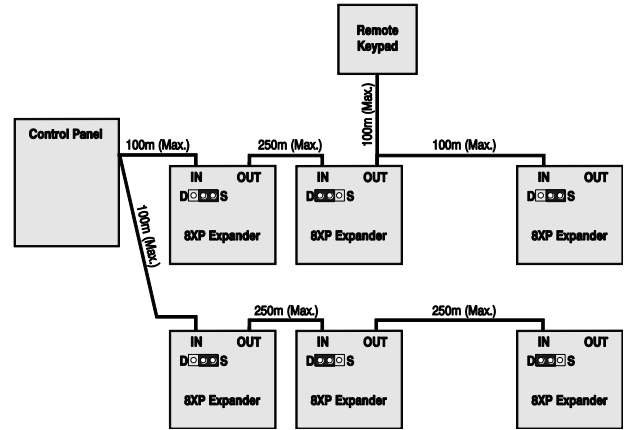 Remote
Keypad
Control Panel
100m (Max.)
100m (Max.)
250m (Max.)
100m (Max.)
IN OUT
D S
8XP Expander
IN OUT
D S
8XP Expander
IN OUT
D S
8XP Expander
100m (Max.)
250m (Max.)
250m (Max.)
IN OUT
D S
8XP Expander
IN OUT
D S
8XP Expander
IN OUT
D S
8XP Expander